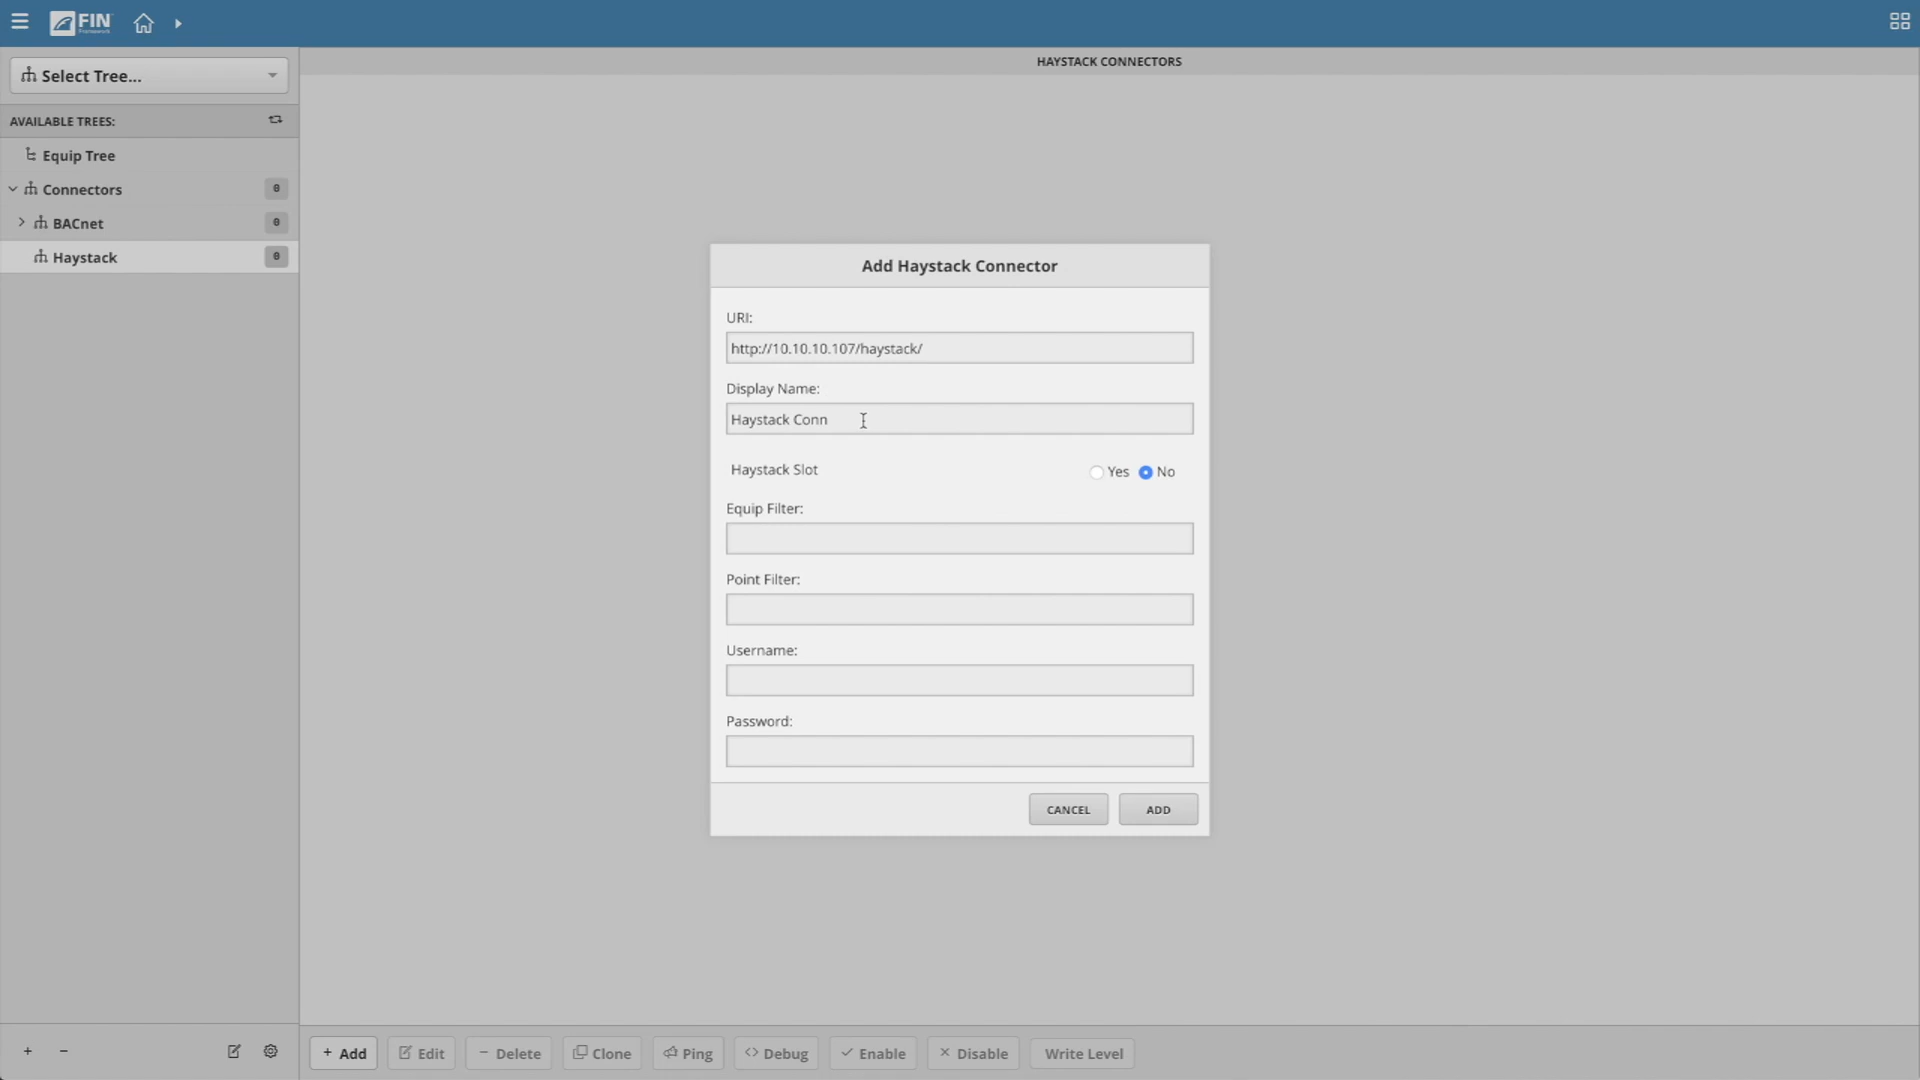 FIN
Framework
Select Tree...
HAYSTACK CONNECTORS
AVAILABLE TREES:
Equip Tree
Connectors 0
BACnet 0
Haystack 0
Add Haystack Connector
URI:
http://10.10.10.107/haystack/
Display Name:
Haystack Conn
Haystack Slot Yes No
Equip Filter:
Point Filter:
Username:
Password:
CANCEL ADD
+ − + Add Edit − Delete Clone Ping <> Debug Enable × Disable Write Level